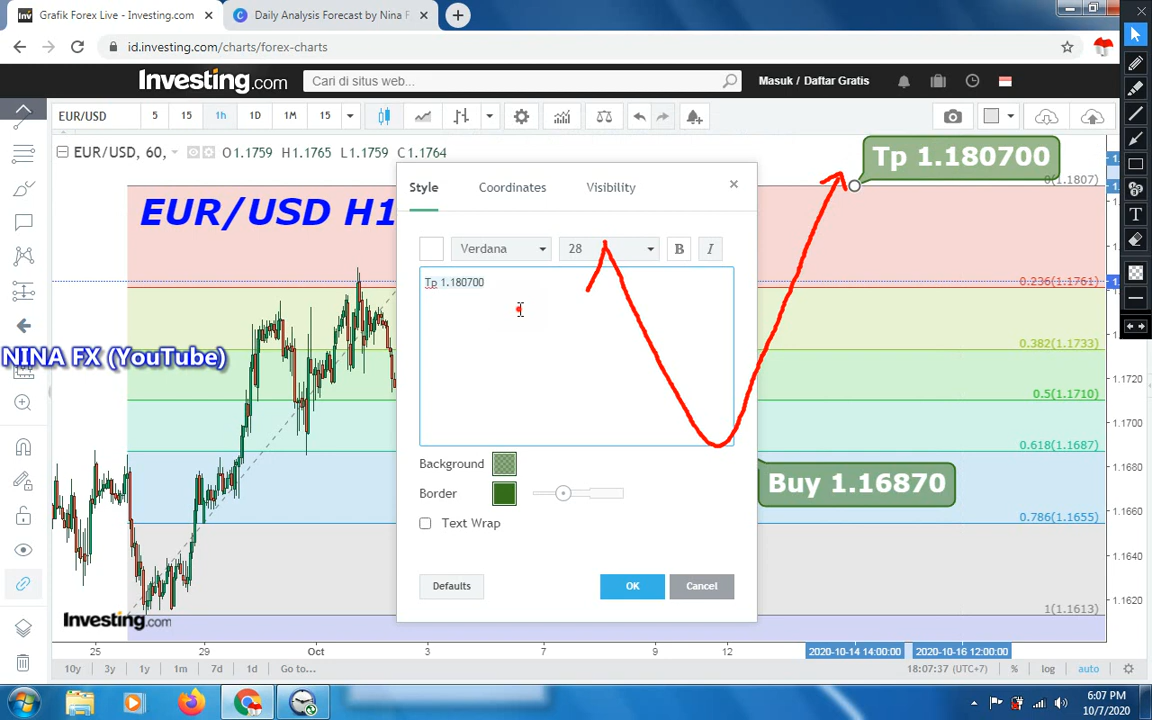 Grafik Forex Live - Investing.com
Daily Analysis Forecast by Nina F
id.investing.com/charts/forex-charts
Investing.com
Cari di situs web...
Masuk / Daftar Gratis
EUR/USD
5
15
1h
1D
1M
15
EUR/USD, 60,
O1.1759 H1.1765 L1.1759 C1.1764
Tp 1.180700
0(1.1807)
EUR/USD H1
Style
Coordinates
Visibility
Verdana
28
B
I
Tp 1.180700
0.236(1.1761)
0.382(1.1733)
NINA FX (YouTube)
1.1720
0.5(1.1710)
1.1700
0.618(1.1687)
1.1680
Background
Buy 1.16870
1.1660
Border
0.786(1.1655)
Text Wrap
1.1640
1.1620
Defaults
OK
Cancel
1(1.1613)
Investing.com
25
29
Oct
3
7
9
12
2020-10-14 14:00:00
2020-10-16 12:00:00
10y
3y
1y
1m
7d
1d
Go to...
18:07:37 (UTC+7)
%
log
auto
6:07 PM
10/7/2020